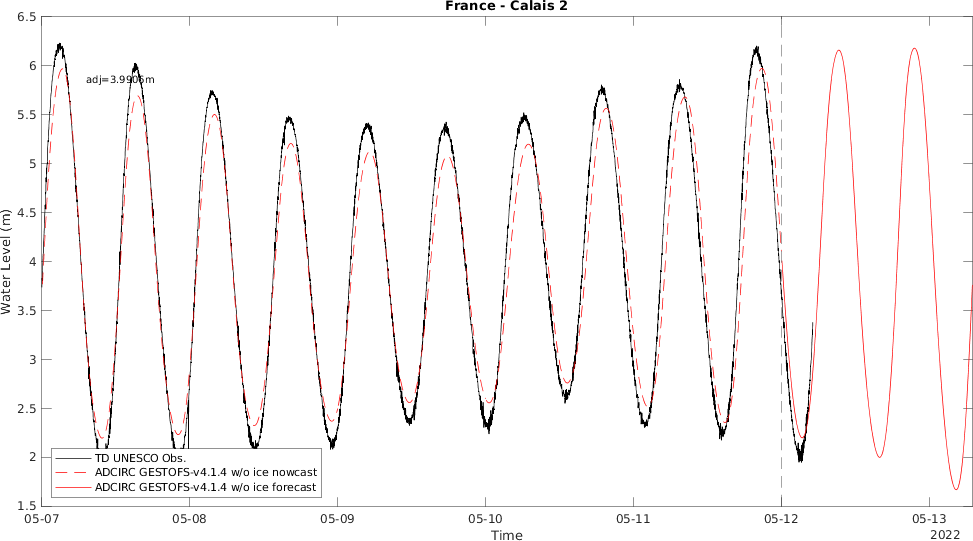 France - Calais 2
6.5
6
5.5
5
4.5
4
3.5
3
2.5
2
1.5
Water Level (m)
adj=3.9906m
TD UNESCO Obs.
ADCIRC GESTOFS-v4.1.4 w/o ice nowcast
ADCIRC GESTOFS-v4.1.4 w/o ice forecast
05-07 05-08 05-09 05-10 05-11 05-12 05-13
Time
2022